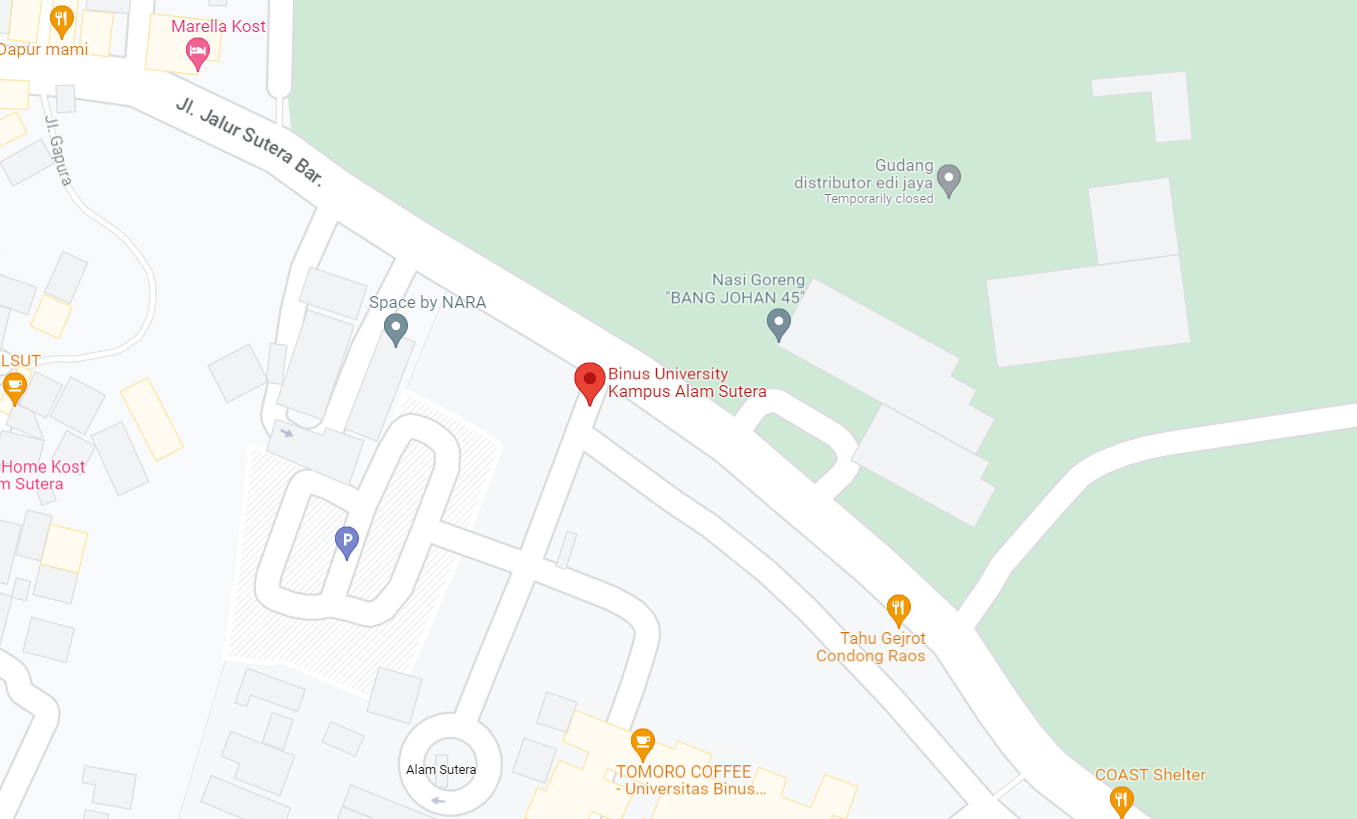 Marella Kost
Dapur mami
Jl. Jalur Sutera Bar.
Jl. Gapura
Gudang
distributor edi jaya
Temporarily closed
Nasi Goreng
"BANG JOHAN 45"
Space by NARA
LSUT
Binus University
Kampus Alam Sutera
Home Kost
m Sutera
P
Tahu Gejrot
Condong Raos
Alam Sutera
TOMORO COFFEE
- Universitas Binus...
COAST Shelter